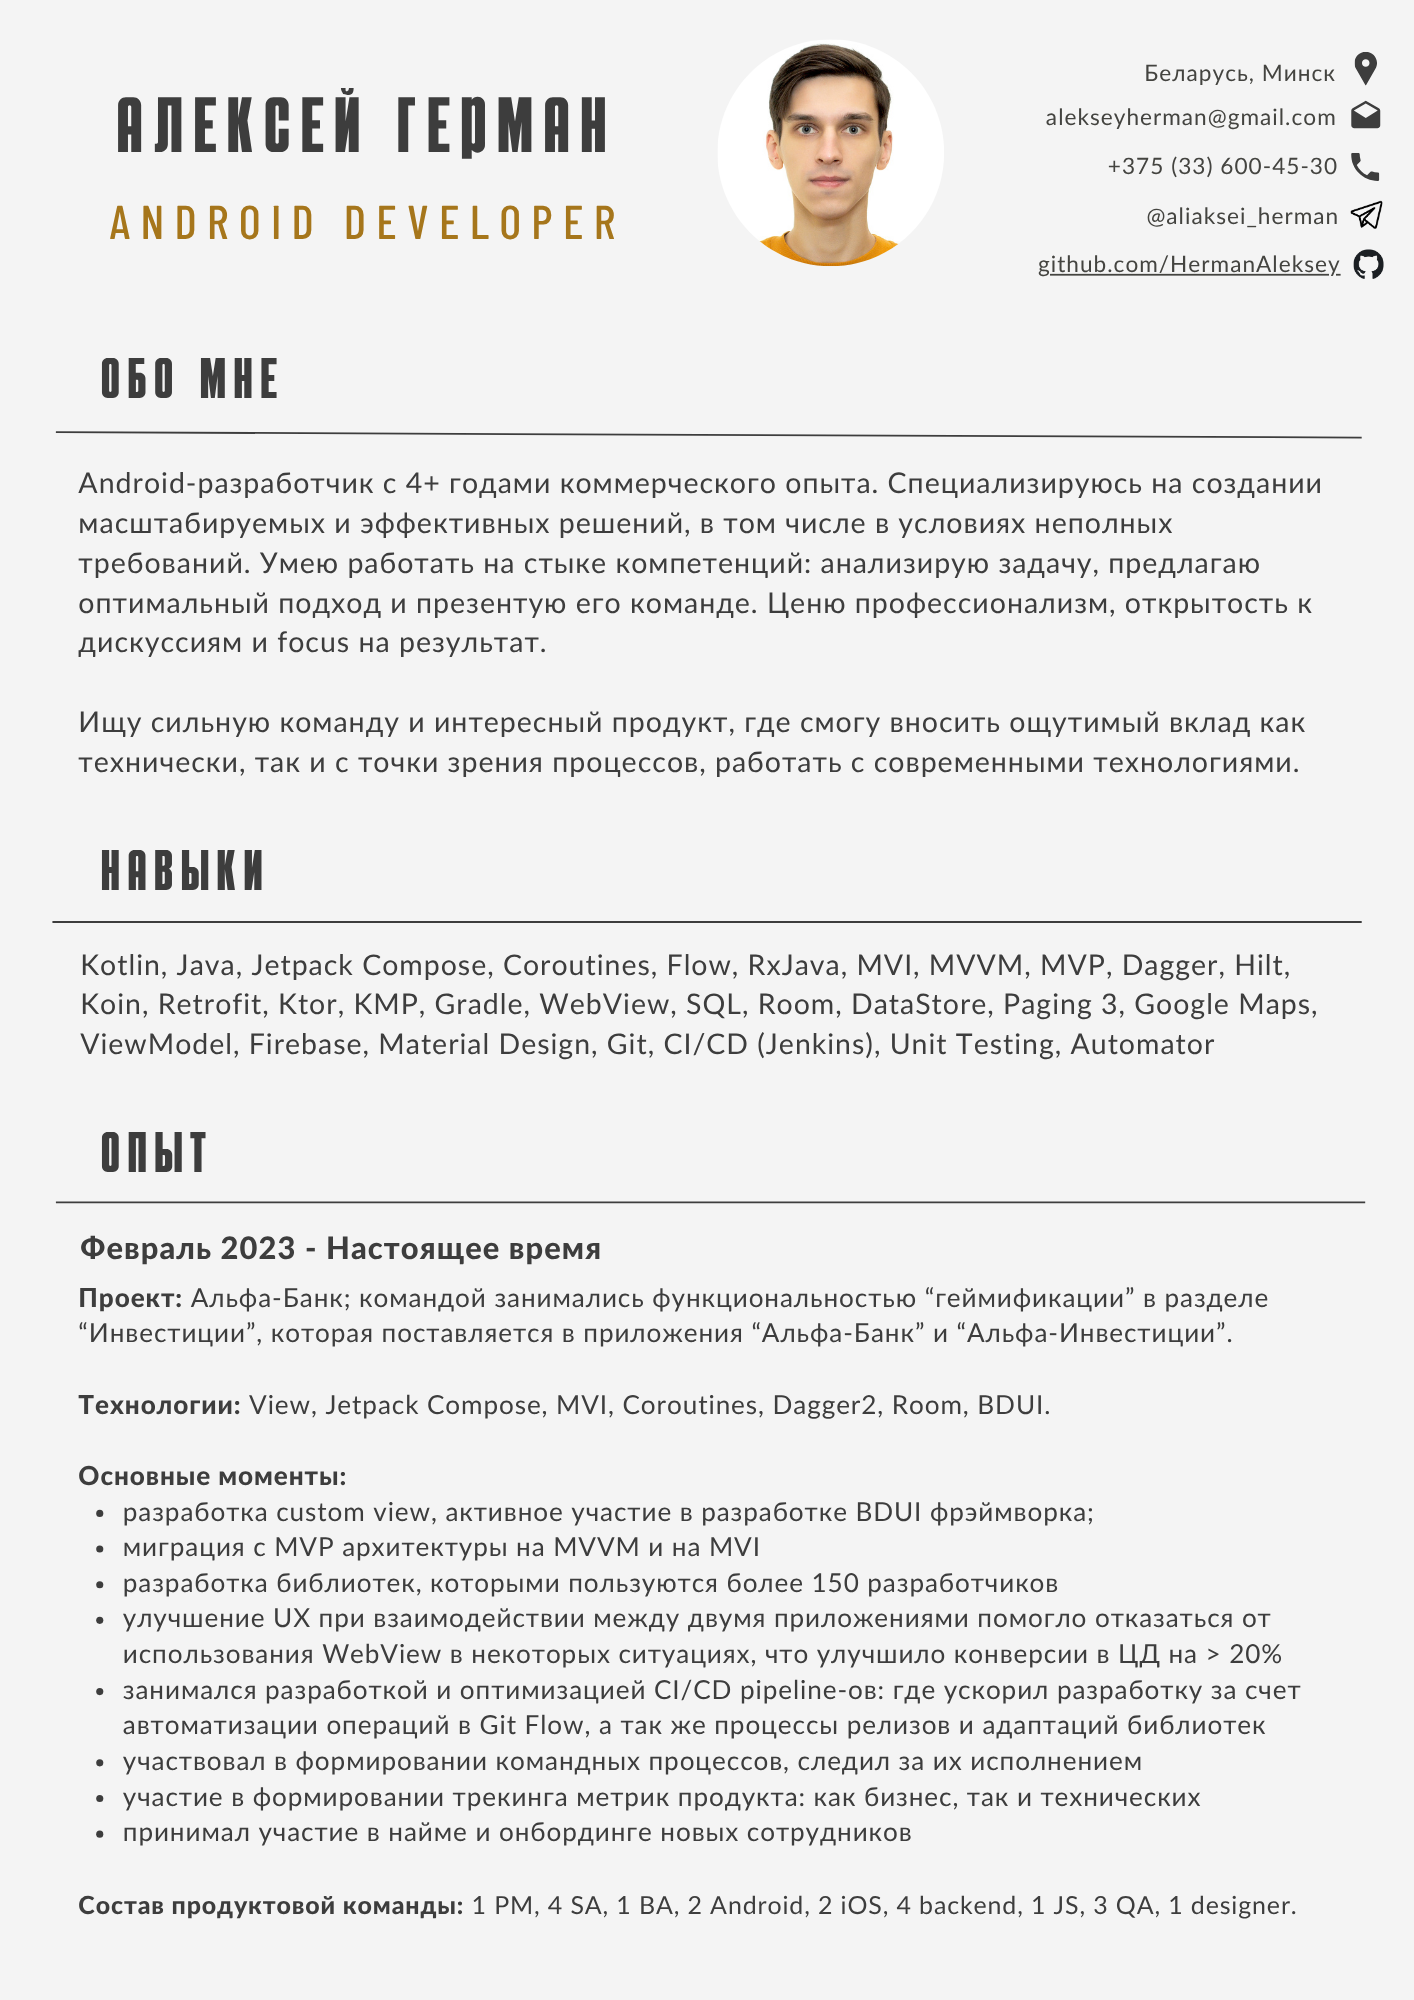 АЛЕКСЕЙ ГЕРМАН
ANDROID DEVELOPER
Беларусь, Минск
alekseyherman@gmail.com
+375 (33) 600-45-30
@aliaksei_herman
github.com/HermanAleksey
ОБО МНЕ
Android-разработчик с 4+ годами коммерческого опыта. Специализируюсь на создании
масштабируемых и эффективных решений, в том числе в условиях неполных
требований. Умею работать на стыке компетенций: анализирую задачу, предлагаю
оптимальный подход и презентую его команде. Ценю профессионализм, открытость к
дискуссиям и focus на результат.
Ищу сильную команду и интересный продукт, где смогу вносить ощутимый вклад как
технически, так и с точки зрения процессов, работать с современными технологиями.
НАВЫКИ
Kotlin, Java, Jetpack Compose, Coroutines, Flow, RxJava, MVI, MVVM, MVP, Dagger, Hilt,
Koin, Retrofit, Ktor, KMP, Gradle, WebView, SQL, Room, DataStore, Paging 3, Google Maps,
ViewModel, Firebase, Material Design, Git, CI/CD (Jenkins), Unit Testing, Automator
ОПЫТ
Февраль 2023 - Настоящее время
Проект: Альфа-Банк; командой занимались функциональностью “геймификации” в разделе
“Инвестиции”, которая поставляется в приложения “Альфа-Банк” и “Альфа-Инвестиции”.
Технологии: View, Jetpack Compose, MVI, Coroutines, Dagger2, Room, BDUI.
Основные моменты:
• разработка custom view, активное участие в разработке BDUI фрэймворка;
• миграция с MVP архитектуры на MVVM и на MVI
• разработка библиотек, которыми пользуются более 150 разработчиков
• улучшение UX при взаимодействии между двумя приложениями помогло отказаться от
использования WebView в некоторых ситуациях, что улучшило конверсии в ЦД на > 20%
• занимался разработкой и оптимизацией CI/CD pipeline-ов: где ускорил разработку за счет
автоматизации операций в Git Flow, а так же процессы релизов и адаптаций библиотек
• участвовал в формировании командных процессов, следил за их исполнением
• участие в формировании трекинга метрик продукта: как бизнес, так и технических
• принимал участие в найме и онбординге новых сотрудников
Состав продуктовой команды: 1 PM, 4 SA, 1 BA, 2 Android, 2 iOS, 4 backend, 1 JS, 3 QA, 1 designer.